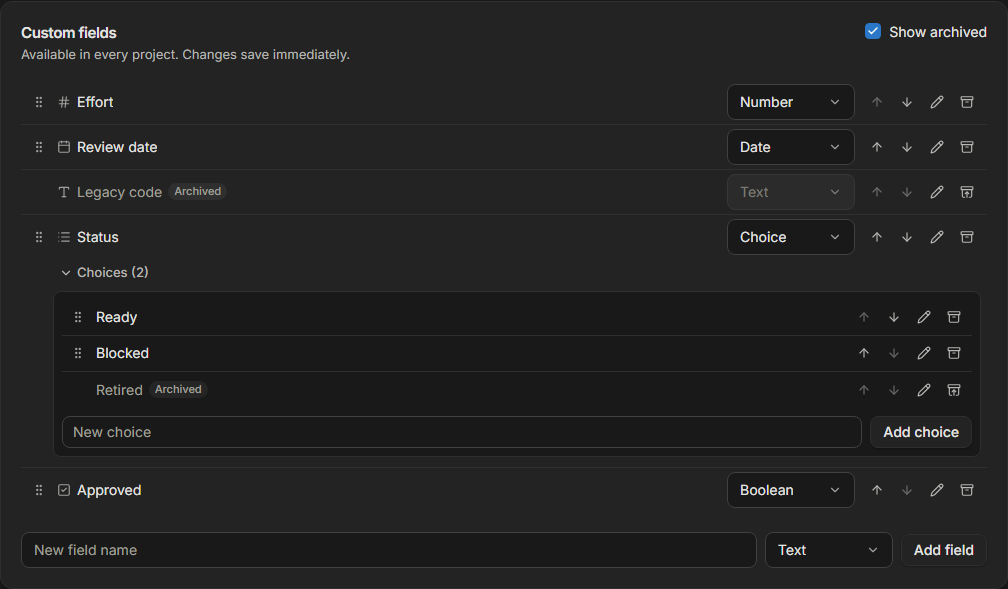 Custom fields
Show archived
Available in every project. Changes save immediately.
Effort Number
Review date Date
Legacy code Archived Text
Status Choice
Choices (2)
Ready
Blocked
Retired Archived
New choice Add choice
Approved Boolean
New field name Text Add field